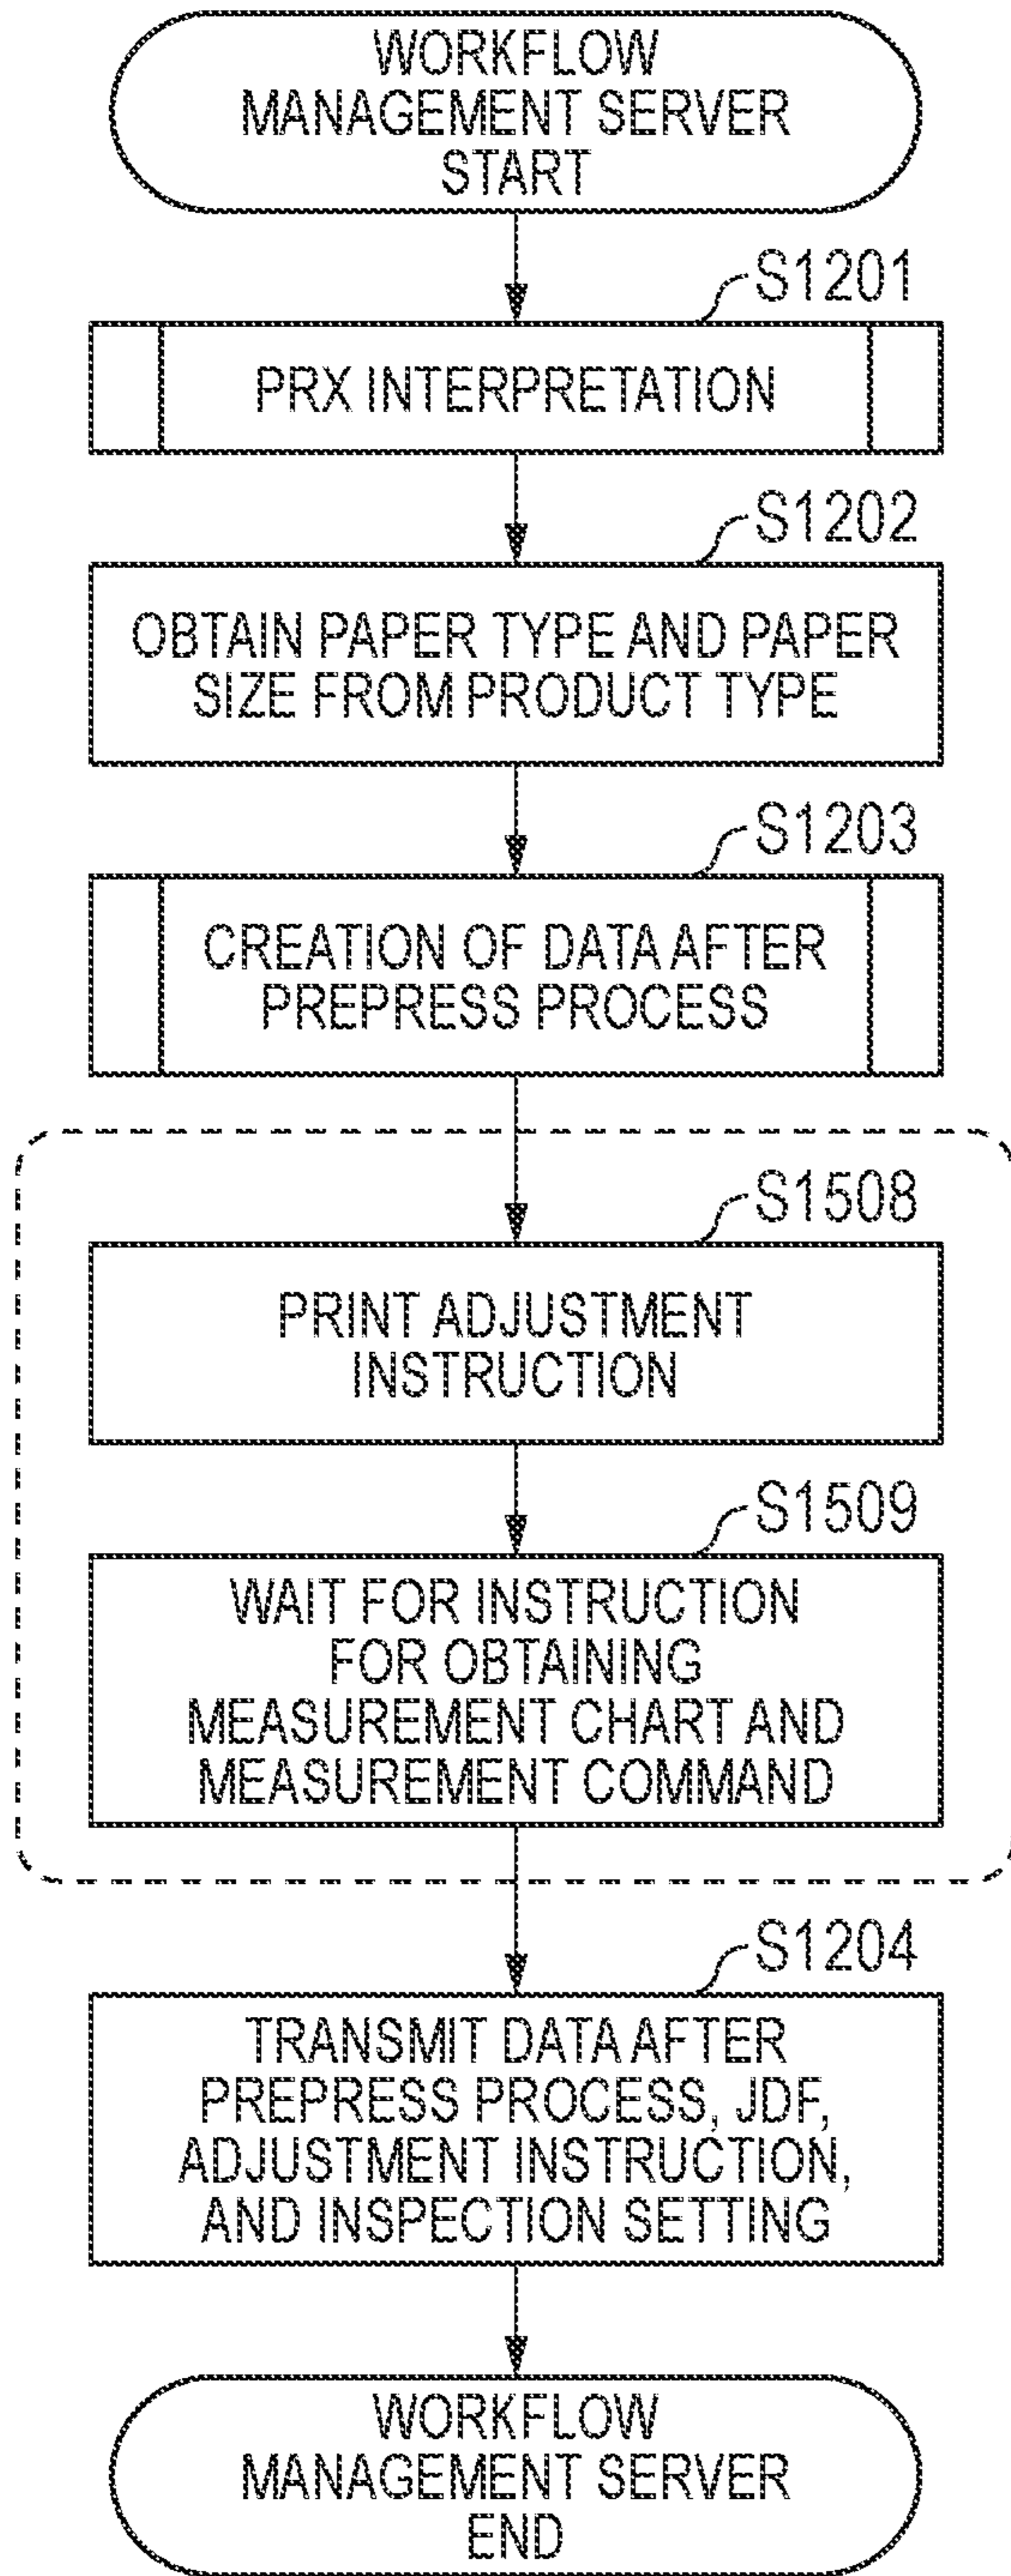 WORKFLOW
MANAGEMENT SERVER
START
S1201
PRX INTERPRETATION
S1202
OBTAIN PAPER TYPE AND PAPER
SIZE FROM PRODUCT TYPE
S1203
CREATION OF DATA AFTER
PREPRESS PROCESS
S1508
PRINT ADJUSTMENT
INSTRUCTION
S1509
WAIT FOR INSTRUCTION
FOR OBTAINING
MEASUREMENT CHART AND
MEASUREMENT COMMAND
S1204
TRANSMIT DATA AFTER
PREPRESS PROCESS, JDF,
ADJUSTMENT INSTRUCTION,
AND INSPECTION SETTING
WORKFLOW
MANAGEMENT SERVER
END